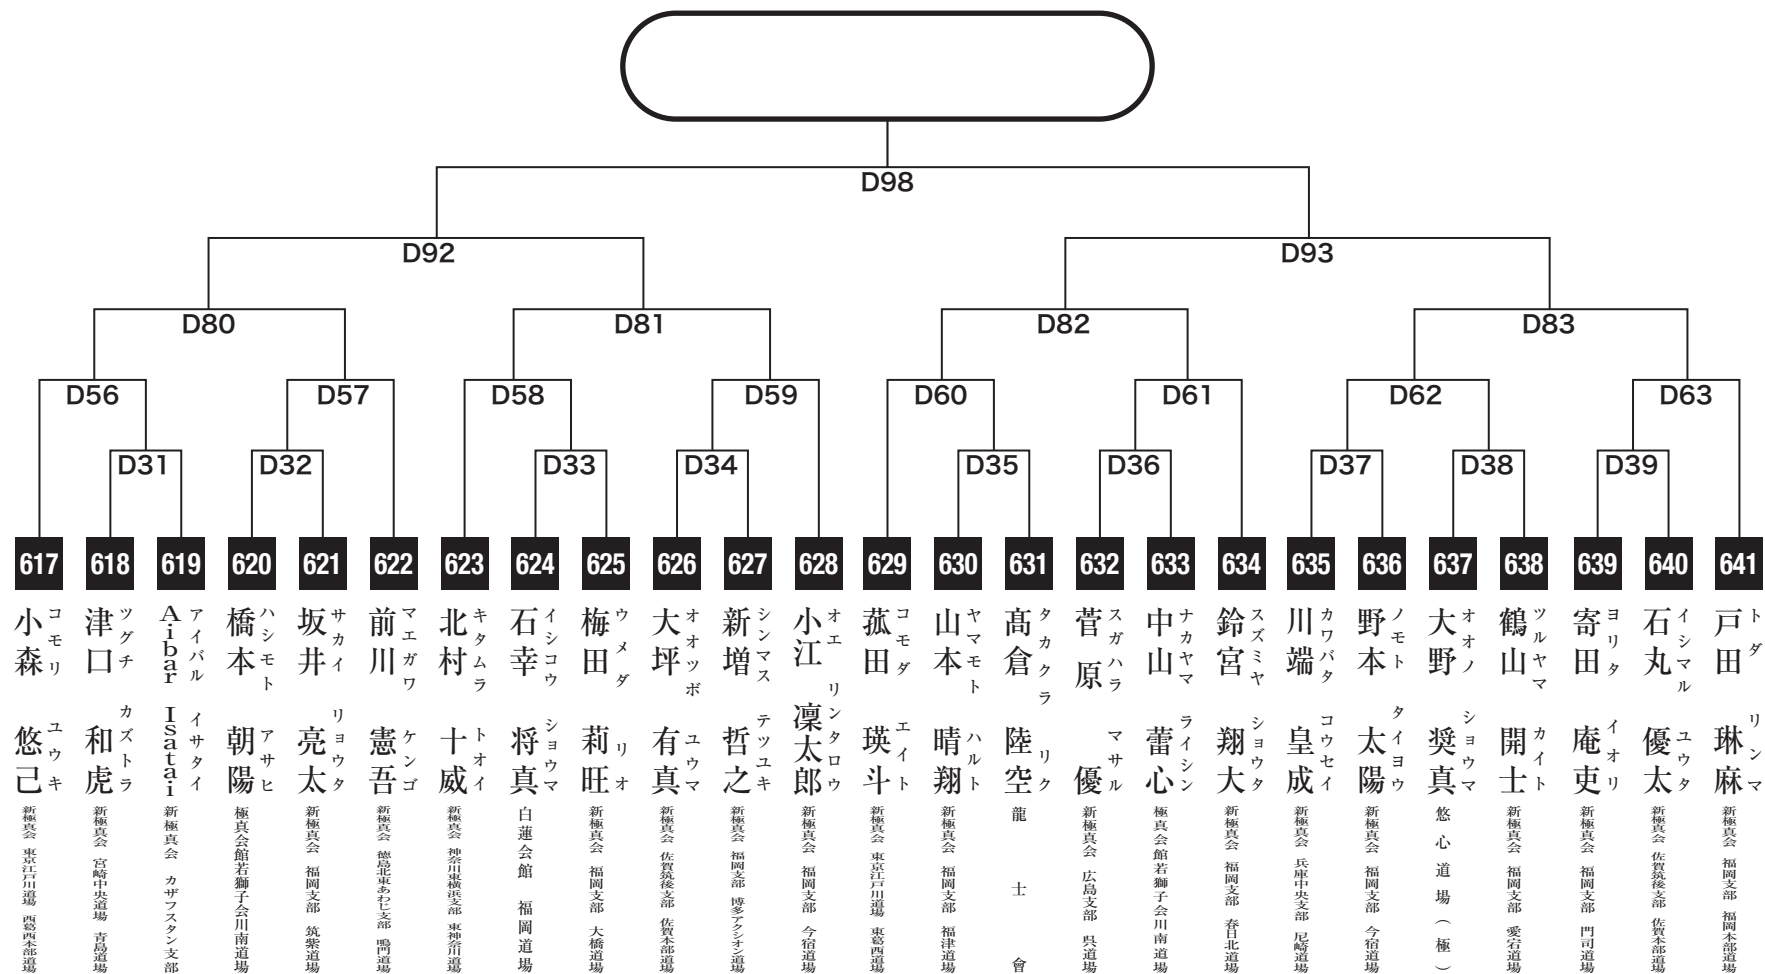 D98
D92
D93
D80
D81
D82
D83
D56
D57
D58
D59
D60
D61
D62
D63
D31
D32
D33
D34
D35
D36
D37
D38
D39
617
小森 悠己
コモリ ユウキ
新極真会 東京江戸川道場 西葛西本部道場
618
津口 和虎
ツグチ カズトラ
新極真会 宮崎中央道場 青島道場
619
Aibar Isatai
アイバル イサタイ
新極真会 カザフスタン支部
620
橋本 朝陽
ハシモト アサヒ
極真会館若獅子会川南道場
621
坂井 亮太
サカイ リョウタ
新極真会 福岡支部 筑紫道場
622
前川 憲吾
マエガワ ケンゴ
新極真会 徳島北東あわじ支部 鳴門道場
623
北村 十威
キタムラ トオイ
新極真会 神奈川東横浜支部 東神奈川道場
624
石幸 将真
イシコウ ショウマ
白蓮会館 福岡道場
625
梅田 莉旺
ウメダ リオ
新極真会 福岡支部 大橋道場
626
大坪 有真
オオツボ ユウマ
新極真会 佐賀筑後支部 佐賀本部道場
627
新増 哲之
シンマス テツユキ
新極真会 福岡支部 博多アクシオン道場
628
小江 凜太郎
オエ リンタロウ
新極真会 福岡支部 今宿道場
629
菰田 瑛斗
コモダ エイト
新極真会 東京江戸川道場 東葛西道場
630
山本 晴翔
ヤマモト ハルト
新極真会 福岡支部 福津道場
631
髙倉 陸空
タカクラ リク
龍士會
632
菅原 優
スガハラ マサル
新極真会 広島支部 呉道場
633
中山 蕾心
ナカヤマ ライシン
極真会館若獅子会川南道場
634
鈴宮 翔大
スズミヤ ショウタ
新極真会 福岡支部 春日北道場
635
川端 皇成
カワバタ コウセイ
新極真会 兵庫中央支部 尼崎道場
636
野本 太陽
ノモト タイヨウ
新極真会 福岡支部 今宿道場
637
大野 奨真
オオノ ショウマ
悠心道場(極)
638
鶴山 開士
ツルヤマ カイト
新極真会 福岡支部 愛宕道場
639
寄田 庵吏
ヨリタ イオリ
新極真会 福岡支部 門司道場
640
石丸 優太
イシマル ユウタ
新極真会 佐賀筑後支部 佐賀本部道場
641
戸田 琳麻
トダ リンマ
新極真会 福岡支部 福岡本部道場